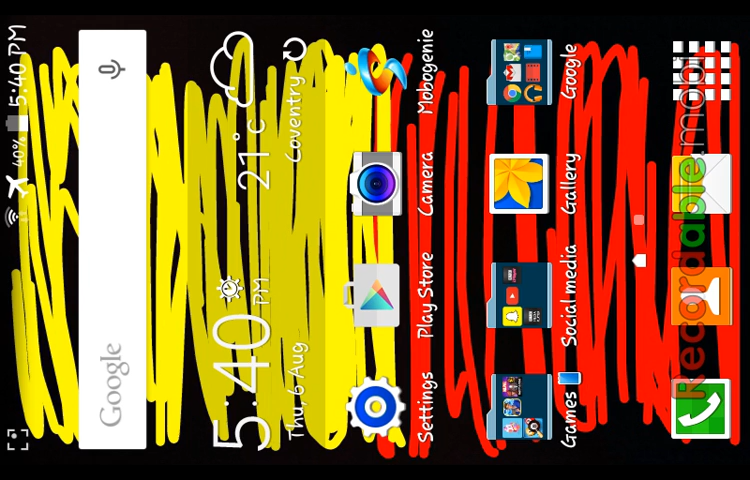 40% 5:40 PM
Google
5:40 PM
21° c
Thu, 6 Aug
Coventry
Settings
Play Store
Camera
Mobogenie
Games
Social media
Gallery
Google
Recordable.mobi